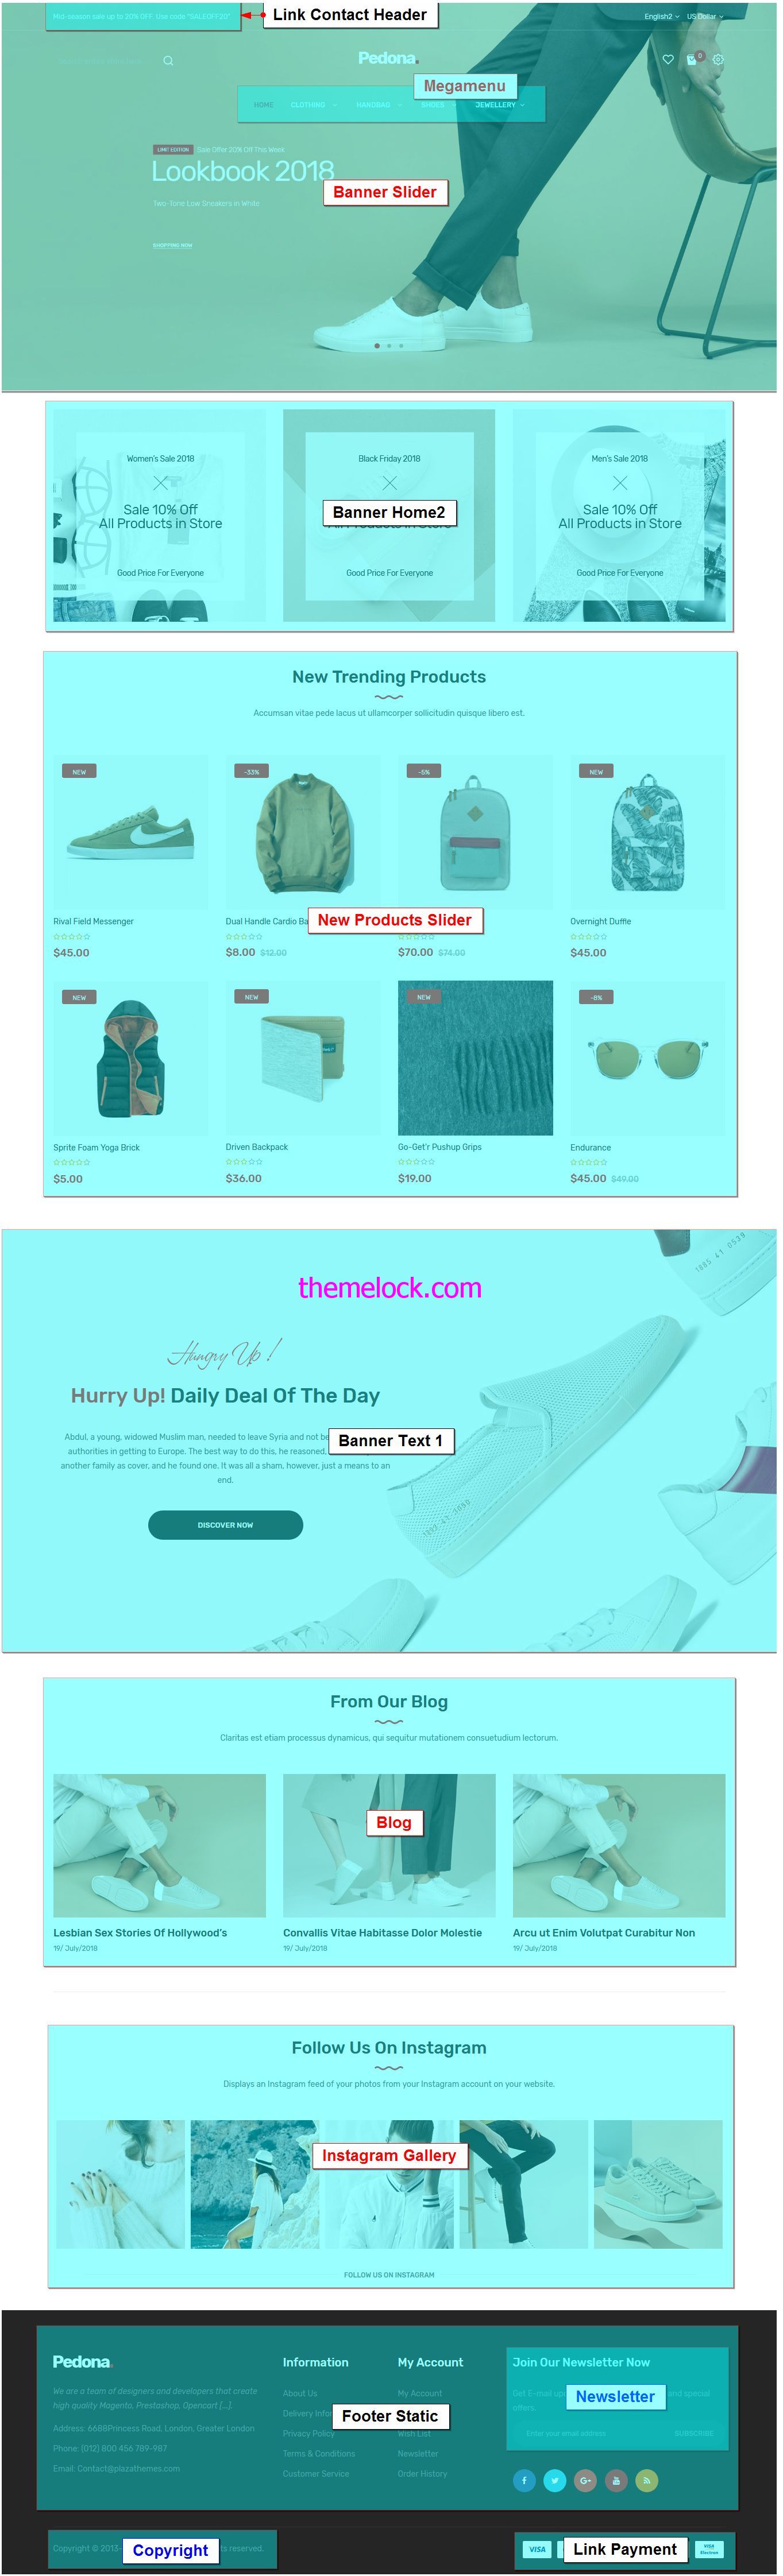 Mid-season sale up to 20% OFF. Use code "SALEOFF20"
Link Contact Header
English2
US Dollar
Pedona.
0
Megamenu
HOME
CLOTHING
HANDBAG
SHOES
JEWELLERY
LIMIT EDITION
Sale Offer 20% Off This Week
Lookbook 2018
Banner Slider
Two-Tone Low Sneakers in White
SHOPPING NOW
Women's Sale 2018
Sale 10% Off
All Products in Store
Good Price For Everyone
Black Friday 2018
Banner Home2
All Products in Store
Good Price For Everyone
Men's Sale 2018
Sale 10% Off
All Products in Store
Good Price For Everyone
New Trending Products
Accumsan vitae pede lacus ut ullamcorper sollicitudin quisque libero est.
NEW
-33%
-5%
NEW
Rival Field Messenger
$45.00
Dual Handle Cardio Ba
$8.00 $12.00
New Products Slider
$70.00 $74.00
Overnight Duffle
$45.00
NEW
NEW
NEW
-8%
Sprite Foam Yoga Brick
$5.00
Driven Backpack
$36.00
Go-Get'r Pushup Grips
$19.00
Endurance
$45.00 $49.00
1885 41 0539
themelock.com
Hungry Up !
Hurry Up! Daily Deal Of The Day
Abdul, a young, widowed Muslim man, needed to leave Syria and not be
authorities in getting to Europe. The best way to do this, he reasoned,
another family as cover, and he found one. It was all a sham, however, just a means to an
end.
Banner Text 1
DISCOVER NOW
From Our Blog
Claritas est etiam processus dynamicus, qui sequitur mutationem consuetudium lectorum.
Blog
Lesbian Sex Stories Of Hollywood's
19/ July/2018
Convallis Vitae Habitasse Dolor Molestie
19/ July/2018
Arcu ut Enim Volutpat Curabitur Non
19/ July/2018
Follow Us On Instagram
Displays an Instagram feed of your photos from your Instagram account on your website.
Instagram Gallery
FOLLOW US ON INSTAGRAM
Pedona.
We are a team of designers and developers that create
high quality Magento, Prestashop, Opencart [...].
Address: 6688Princess Road, London, Greater London
Phone: (012) 800 456 789-987
Email: Contact@plazathemes.com
Information
About Us
Delivery Infor
Privacy Policy
Terms & Conditions
Customer Service
Footer Static
My Account
My Account
Wish List
Newsletter
Order History
Join Our Newsletter Now
Get E-mail up
and special
offers.
Newsletter
Enter your email address
SUBSCRIBE
Copyright © 2013-
ts reserved.
Copyright
VISA
Link Payment
VISA
Electron